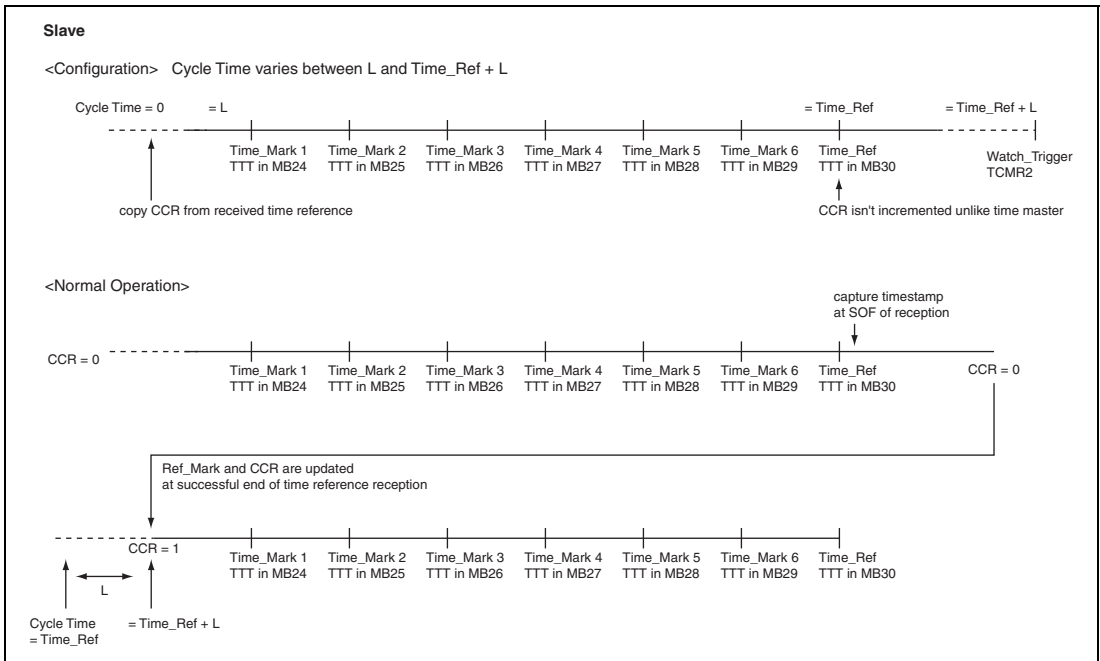 Slave
<Configuration> Cycle Time varies between L and Time_Ref + L
Cycle Time = 0 = L = Time_Ref = Time_Ref + L
Time_Mark 1 Time_Mark 2 Time_Mark 3 Time_Mark 4 Time_Mark 5 Time_Mark 6 Time_Ref
TTT in MB24 TTT in MB25 TTT in MB26 TTT in MB27 TTT in MB28 TTT in MB29 TTT in MB30
Watch_Trigger
TCMR2
copy CCR from received time reference
CCR isn't incremented unlike time master
<Normal Operation>
capture timestamp
at SOF of reception
CCR = 0
Time_Mark 1 Time_Mark 2 Time_Mark 3 Time_Mark 4 Time_Mark 5 Time_Mark 6 Time_Ref
TTT in MB24 TTT in MB25 TTT in MB26 TTT in MB27 TTT in MB28 TTT in MB29 TTT in MB30
CCR = 0
Ref_Mark and CCR are updated
at successful end of time reference reception
CCR = 1
Time_Mark 1 Time_Mark 2 Time_Mark 3 Time_Mark 4 Time_Mark 5 Time_Mark 6 Time_Ref
TTT in MB24 TTT in MB25 TTT in MB26 TTT in MB27 TTT in MB28 TTT in MB29 TTT in MB30
L
Cycle Time
= Time_Ref
= Time_Ref + L